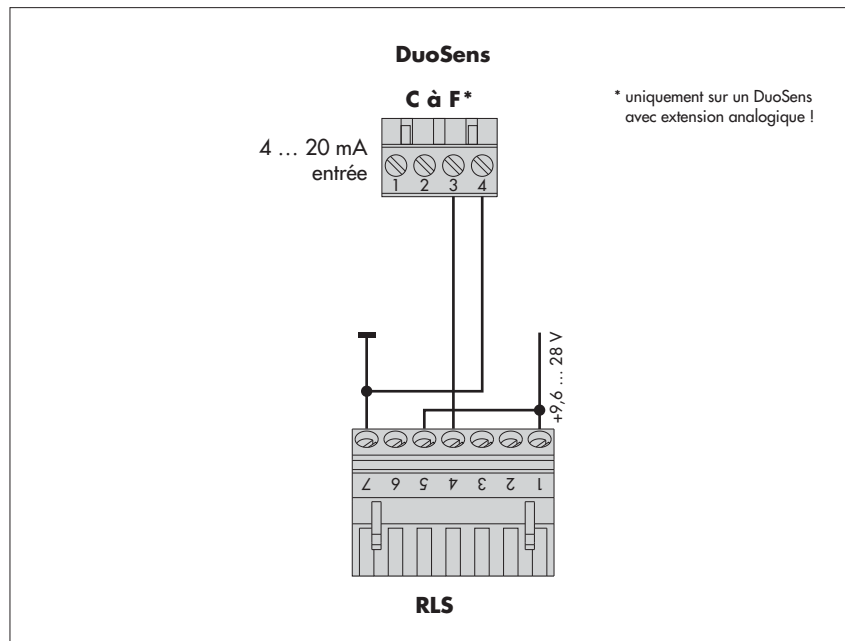 DuoSens
C à F*
* uniquement sur un DuoSens
avec extension analogique !
4 … 20 mA
entrée
1 2 3 4
+9,6 … 28 V
7 6 5 4 3 2 1
RLS